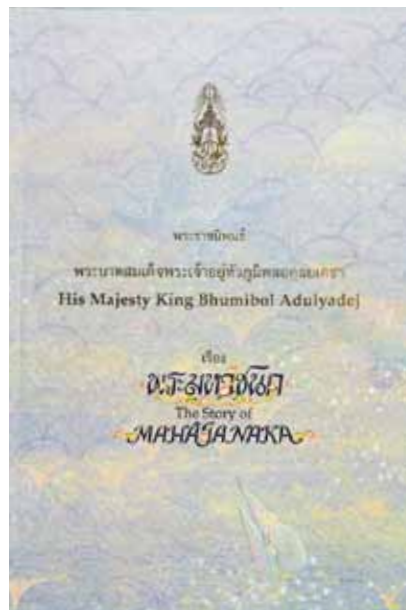 พระราชนิพนธ์
พระบาทสมเด็จพระเจ้าอยู่หัวภูมิพลอดุลยเดช
His Majesty King Bhumibol Adulyadej
เรื่อง
พระมหาชนก
The Story of
MAHAJANAKA